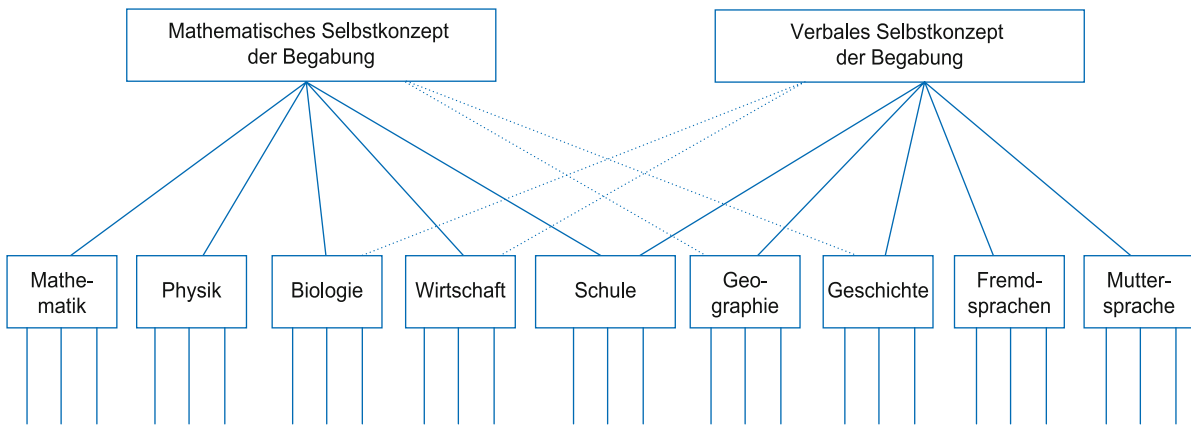 Mathematisches Selbstkonzept
der Begabung
Verbales Selbstkonzept
der Begabung
Mathe-
matik
Physik
Biologie
Wirtschaft
Schule
Geo-
graphie
Geschichte
Fremd-
sprachen
Mutter-
sprache